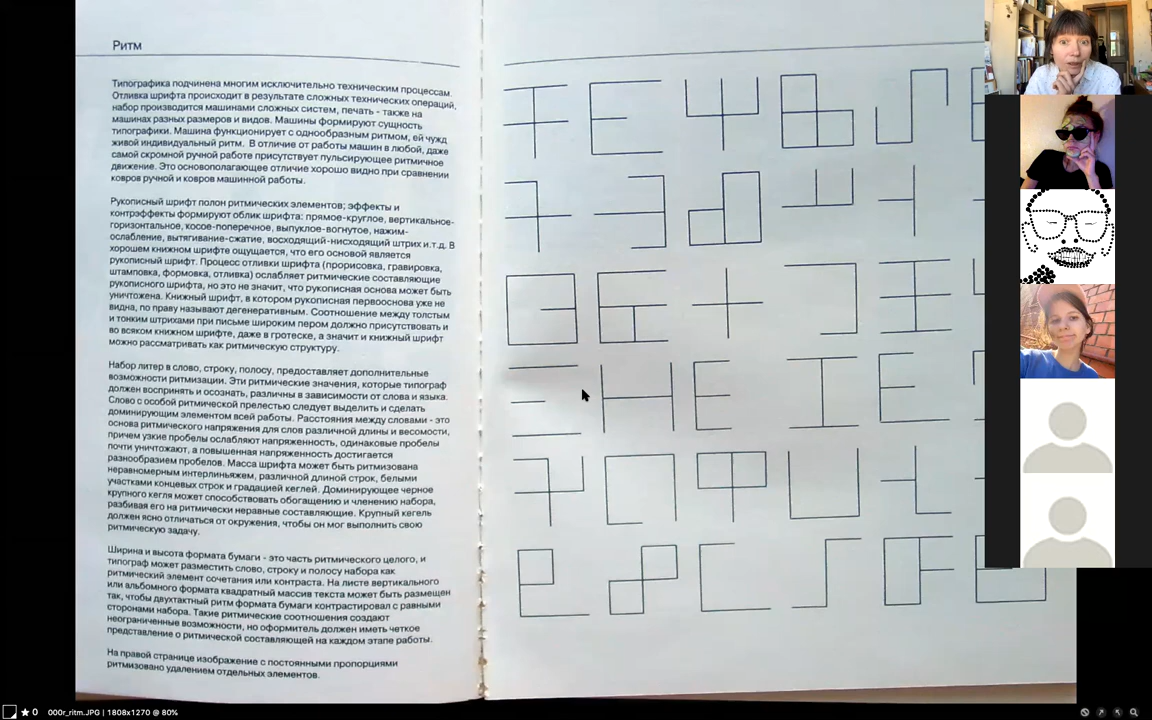 Ритм
Типографика подчинена многим исключительно техническим процессам.
Отливка шрифта происходит в результате сложных технических операций,
набор производится машинами сложных систем, печать - также на
машинах разных размеров и видов. Машины формируют сущность
типографики. Машина функционирует с однообразным ритмом, ей чужд
живой индивидуальный ритм. В отличие от работы машин в любой, даже
самой скромной ручной работе присутствует пульсирующее ритмичное
движение. Это основополагающее отличие хорошо видно при сравнении
ковров ручной и ковров машинной работы.
Рукописный шрифт полон ритмических элементов; эффекты и
контрэффекты формируют облик шрифта: прямое-круглое, вертикальное-
горизонтальное, косое-поперечное, выпуклое-вогнутое, нажим-
ослабление, вытягивание-сжатие, восходящий-нисходящий штрих и.т.д. В
хорошем книжном шрифте ощущается, что его основой является
рукописный шрифт. Процесс отливки шрифта (прорисовка, гравировка,
штамповка, формовка, отливка) ослабляет ритмические составляющие
рукописного шрифта, но это не значит, что рукописная основа может быть
уничтожена. Книжный шрифт, в котором рукописная первооснова уже не
видна, по праву называют дегенеративным. Соотношение между толстым
и тонким штрихами при письме широким пером должно присутствовать и
во всяком книжном шрифте, даже в гротеске, а значит и книжный шрифт
можно рассматривать как ритмическую структуру.
Набор литер в слово, строку, полосу, предоставляет дополнительные
возможности ритмизации. Эти ритмические значения, которые типограф
должен воспринять и осознать, различны в зависимости от слова и языка.
Слово с особой ритмической прелестью следует выделить и сделать
доминирующим элементом всей работы. Расстояния между словами - это
основа ритмического напряжения для слов различной длины и весомости,
причем узкие пробелы ослабляют напряженность, одинаковые пробелы
почти уничтожают, а повышенная напряженность достигается
разнообразием пробелов. Масса шрифта может быть ритмизована
неравномерным интерлиньяжем, различной длиной строк, белыми
участками концевых строк и градацией кеглей. Доминирующее черное
крупного кегля может способствовать обогащению и членению набора,
разбивая его на ритмически неравные составляющие. Крупный кегель
должен ясно отличаться от окружения, чтобы он мог выполнить свою
ритмическую задачу.
Ширина и высота формата бумаги - это часть ритмического целого, и
типограф может разместить слово, строку и полосу набора как
ритмический элемент сочетания или контраста. На листе вертикального
или альбомного формата квадратный массив текста может быть размещен
так, чтобы двухтактный ритм формата бумаги контрастировал с равными
сторонами набора. Такие ритмические соотношения создают
неограниченные возможности, но оформитель должен иметь четкое
представление о ритмической составляющей на каждом этапе работы.
На правой странице изображение с постоянными пропорциями
ритмизовано удалением отдельных элементов.
0 000r_ritm.JPG | 1808x1270 @ 80%